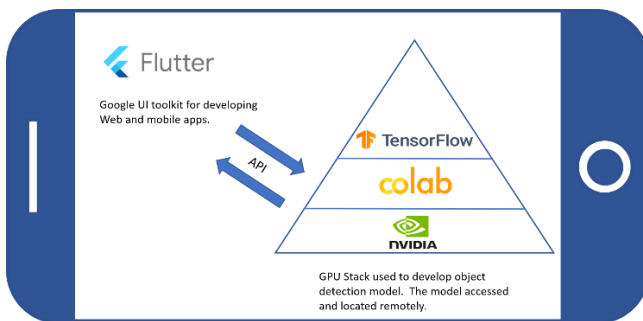 Flutter
Google UI toolkit for developing
Web and mobile apps.
API
TensorFlow
colab
NVIDIA
GPU Stack used to develop object
detection model.  The model accessed
and located remotely.